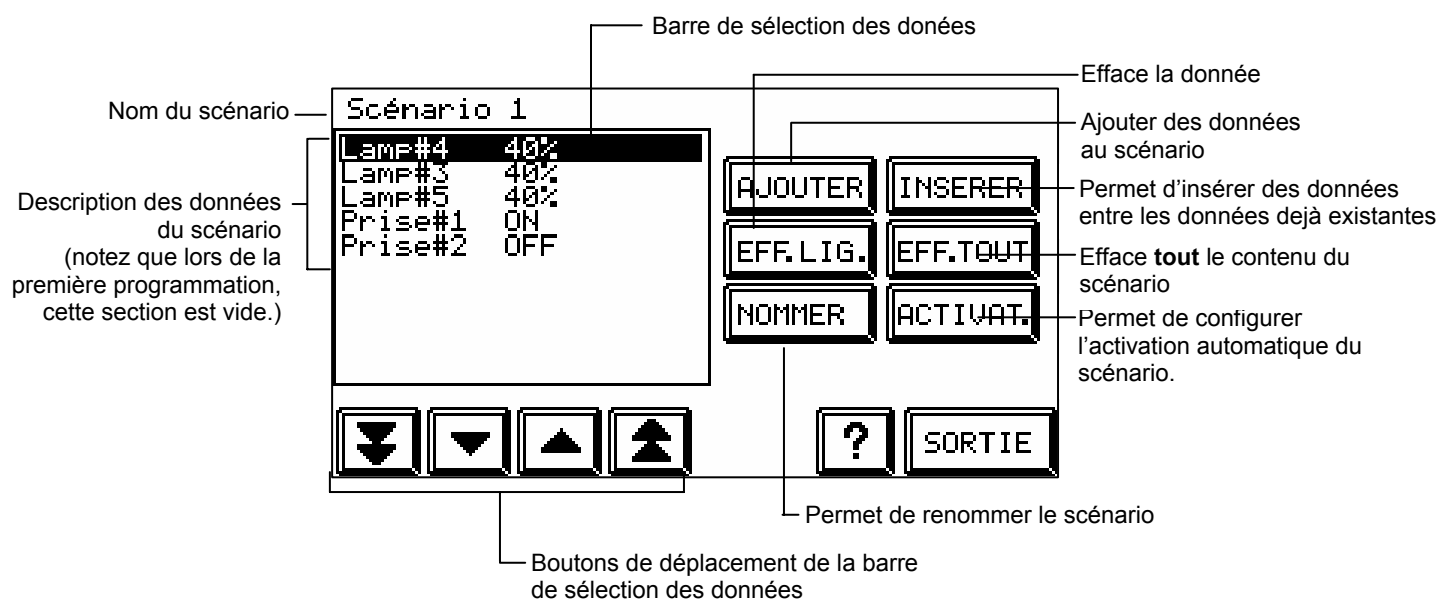 Barre de sélection des donées
Efface la donnée
Nom du scénario
Scénario 1
Ajouter des données
au scénario
Lamp#4 40%
Lamp#3 40%
Lamp#5 40%
Prise#1 ON
Prise#2 OFF
Description des données
du scénario
(notez que lors de la
première programmation,
cette section est vide.)
AJOUTER INSERER
Permet d’insérer des données
entre les données dejà existantes
EFF.LIG. EFF.TOUT
Efface tout le contenu du
scénario
NOMMER ACTIVAT.
Permet de configurer
l’activation automatique du
scénario.
? SORTIE
Permet de renommer le scénario
Boutons de déplacement de la barre
de sélection des données